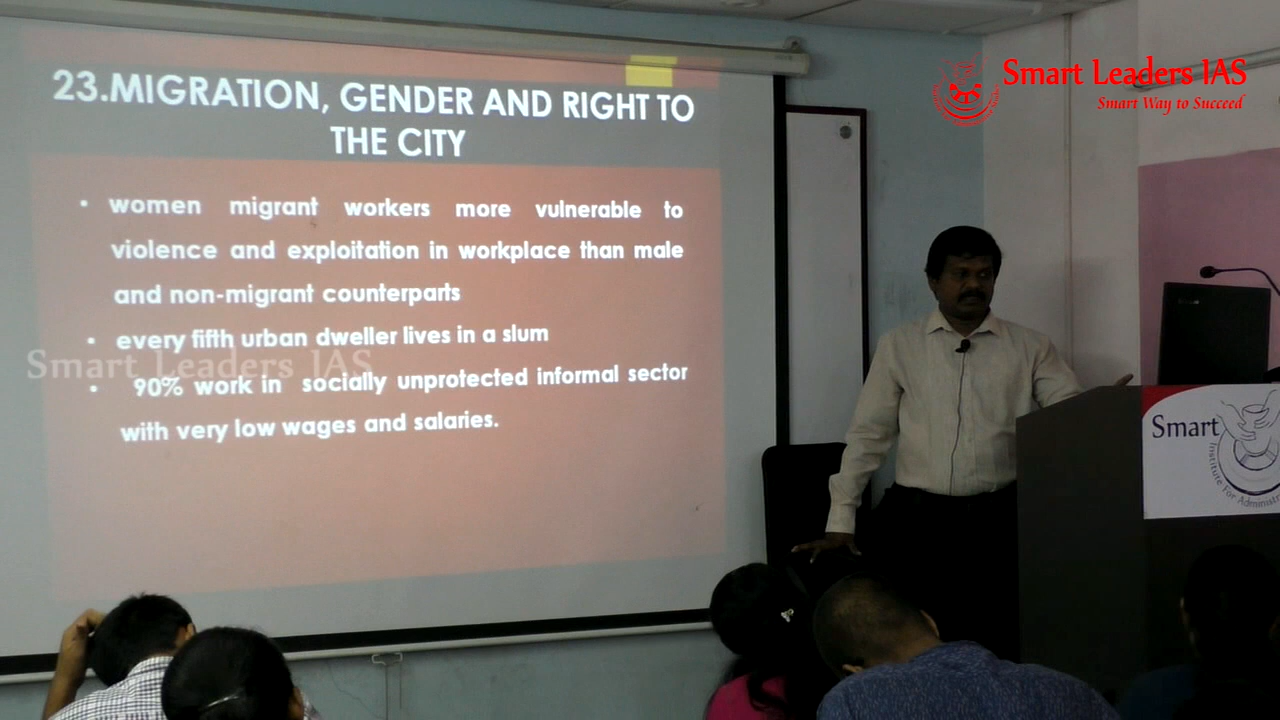 23.MIGRATION, GENDER AND RIGHT TO
THE CITY
• women migrant workers more vulnerable to
violence and exploitation in workplace than male
and non-migrant counterparts
• every fifth urban dweller lives in a slum
• 90% work in socially unprotected informal sector
with very low wages and salaries.
Smart Leaders IAS
Smart Leaders IAS
Smart Way to Succeed
Smart
Institute For